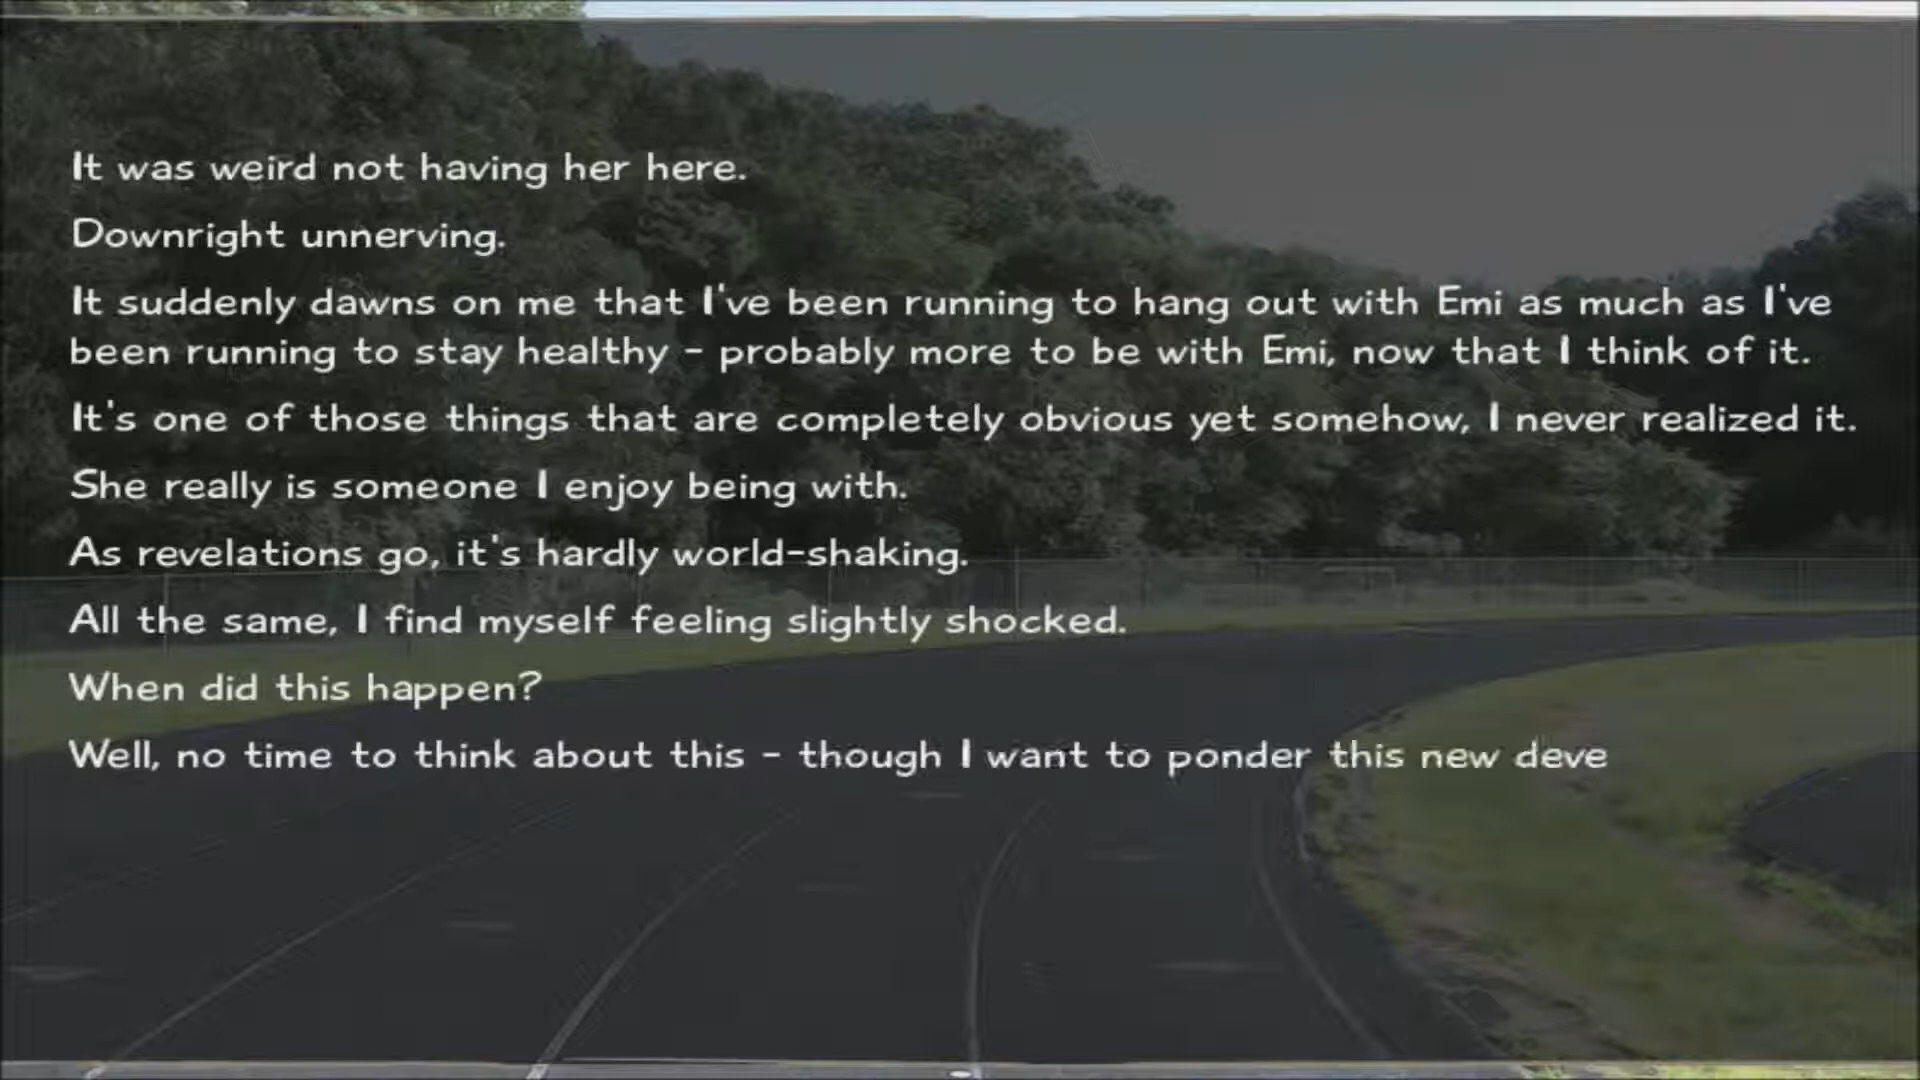 It was weird not having her here.
Downright unnerving.
It suddenly dawns on me that I've been running to hang out with Emi as much as I've
been running to stay healthy - probably more to be with Emi, now that I think of it.
It's one of those things that are completely obvious yet somehow, I never realized it.
She really is someone I enjoy being with.
As revelations go, it's hardly world-shaking.
All the same, I find myself feeling slightly shocked.
When did this happen?
Well, no time to think about this - though I want to ponder this new deve